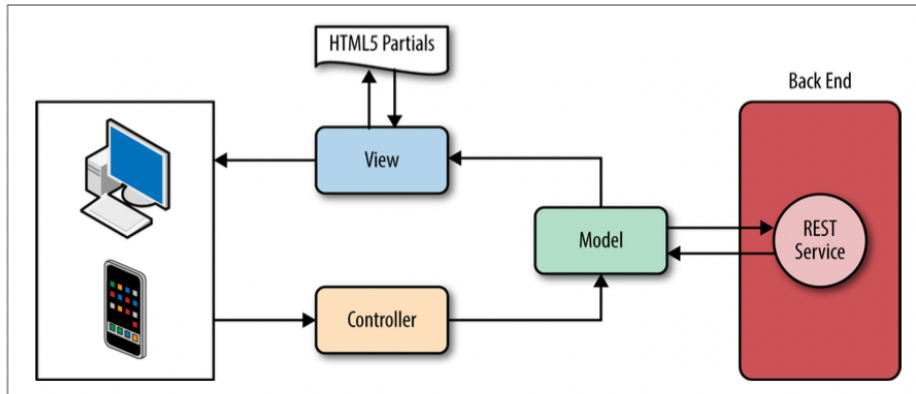 HTML5 Partials
Back End
View
Model
REST
Service
Controller